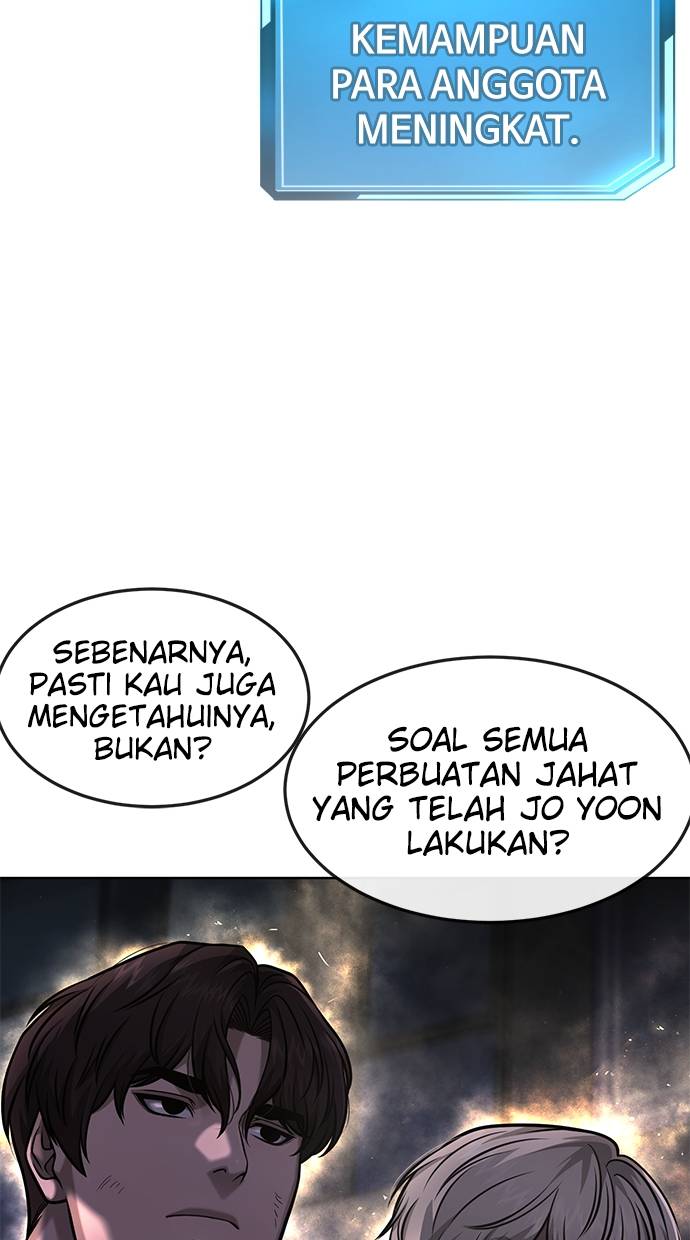 KEMAMPUAN
PARA ANGGOTA
MENINGKAT.
SEBENARNYA,
PASTI KAU JUGA
MENGETAHUINYA,
BUKAN?
SOAL SEMUA
PERBUATAN JAHAT
YANG TELAH JO YOON
LAKUKAN?